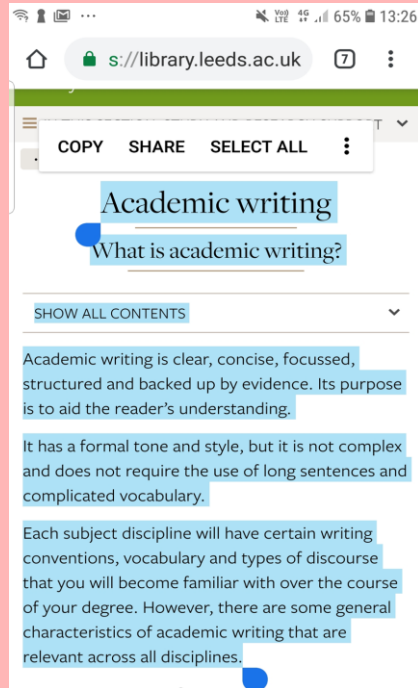 65% 13:26
s://library.leeds.ac.uk 7
COPY SHARE SELECT ALL
Academic writing
What is academic writing?
SHOW ALL CONTENTS
Academic writing is clear, concise, focussed,
structured and backed up by evidence. Its purpose
is to aid the reader’s understanding.
It has a formal tone and style, but it is not complex
and does not require the use of long sentences and
complicated vocabulary.
Each subject discipline will have certain writing
conventions, vocabulary and types of discourse
that you will become familiar with over the course
of your degree. However, there are some general
characteristics of academic writing that are
relevant across all disciplines.